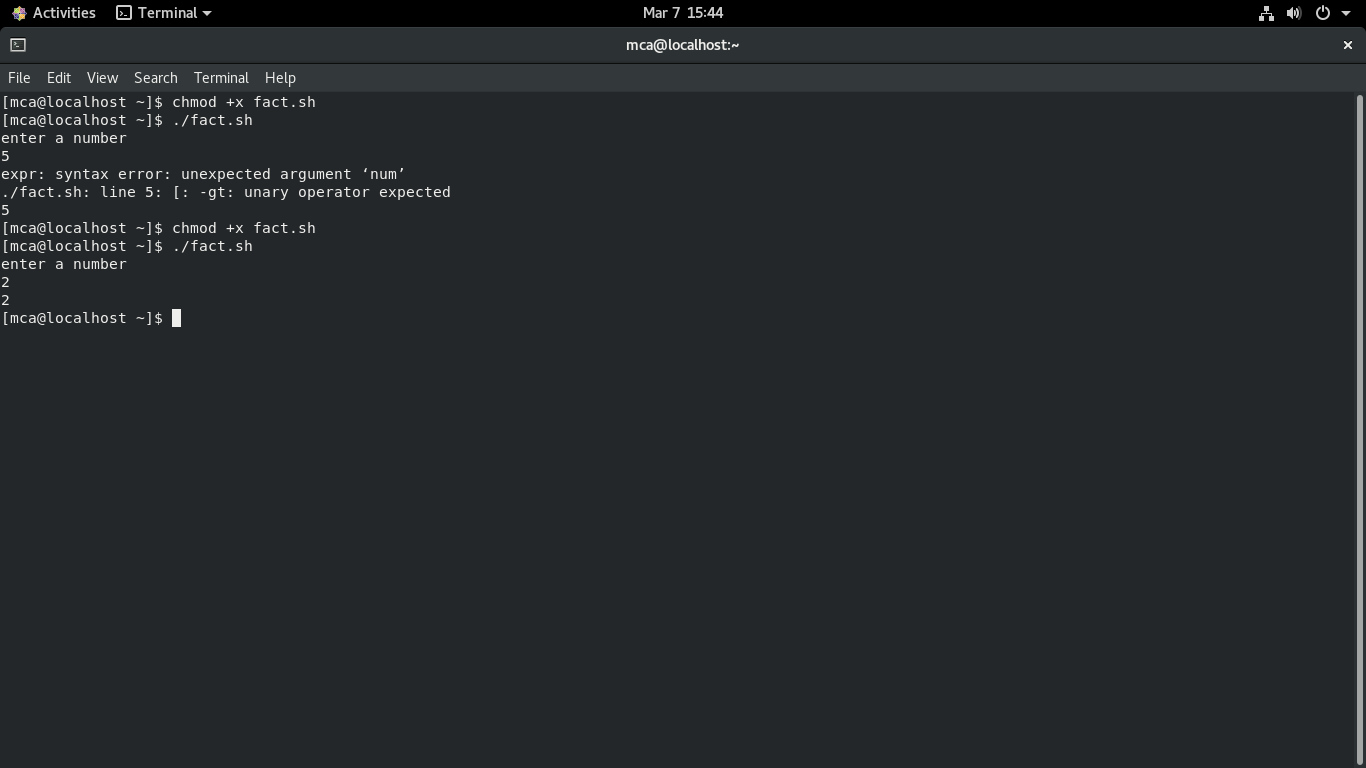 Activities Terminal Mar 7 15:44
mca@localhost:~
File Edit View Search Terminal Help
[mca@localhost ~]$ chmod +x fact.sh
[mca@localhost ~]$ ./fact.sh
enter a number
5
expr: syntax error: unexpected argument ‘num’
./fact.sh: line 5: [: -gt: unary operator expected
5
[mca@localhost ~]$ chmod +x fact.sh
[mca@localhost ~]$ ./fact.sh
enter a number
2
2
[mca@localhost ~]$